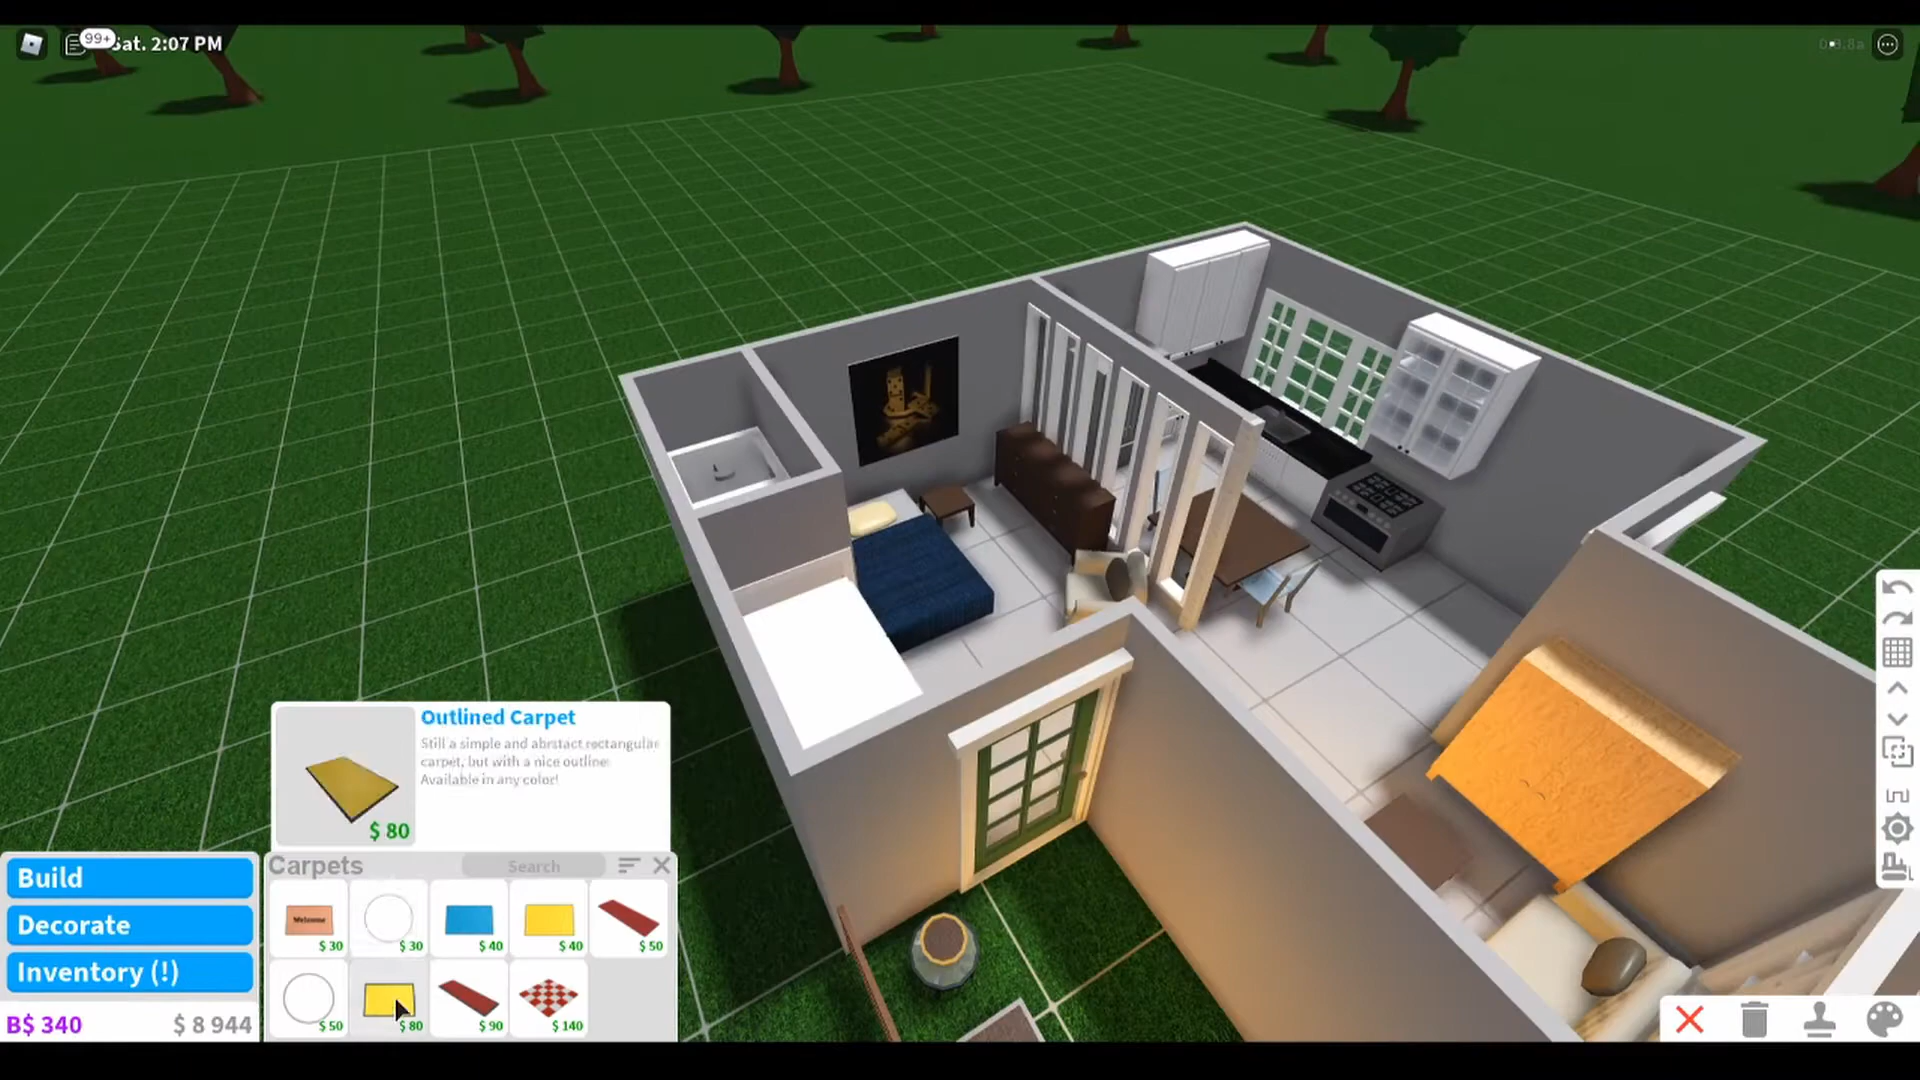 99+
Sat. 2:07 PM
Outlined Carpet
Still a simple and abrstact rectangular
carpet, but with a nice outline.
Available in any color!
$ 80
Build
Decorate
Inventory (!)
B$ 340
$ 8 944
Carpets
Search
Welcome
$ 30
$ 30
$ 40
$ 40
$ 50
$ 50
$ 80
$ 90
$ 140